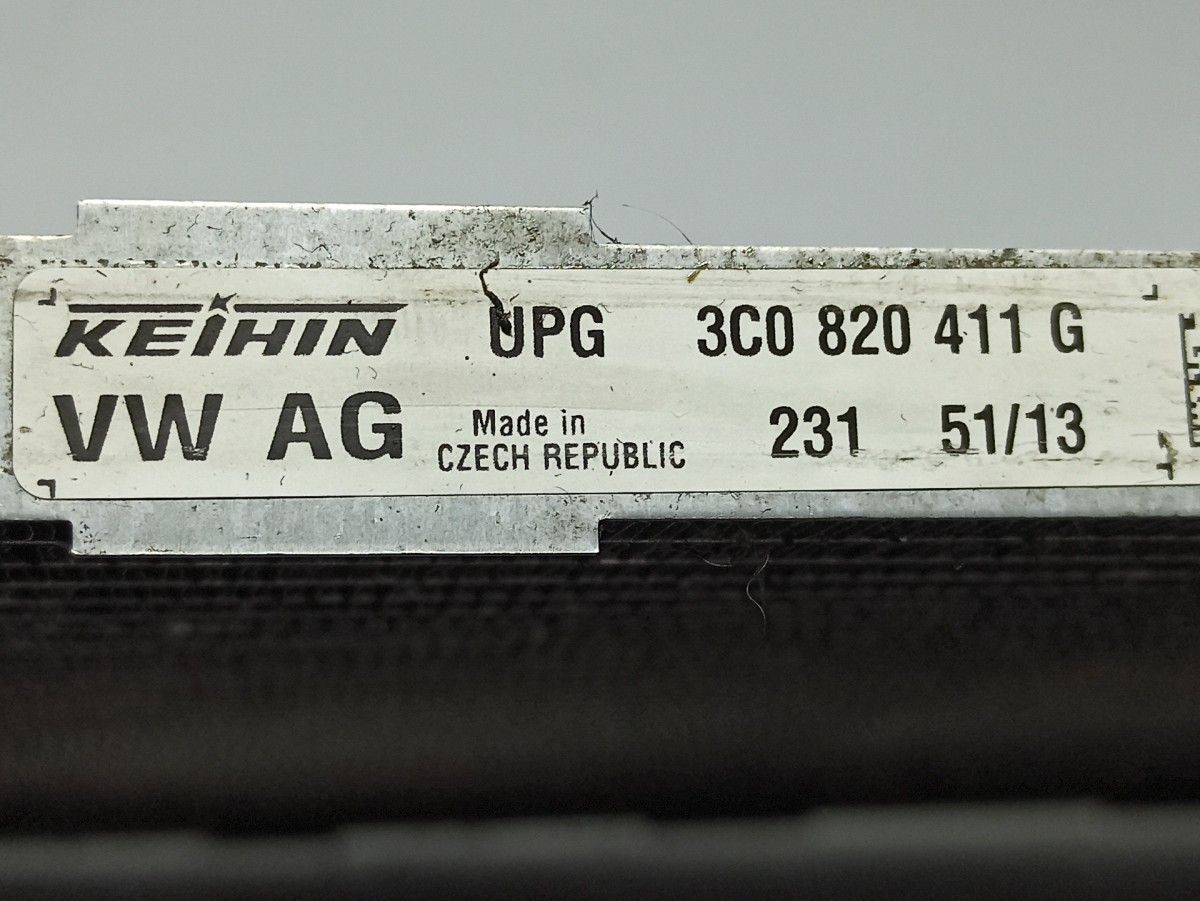 KEIHIN UPG 3C0 820 411 G
VW AG Made in CZECH REPUBLIC 231 51/13